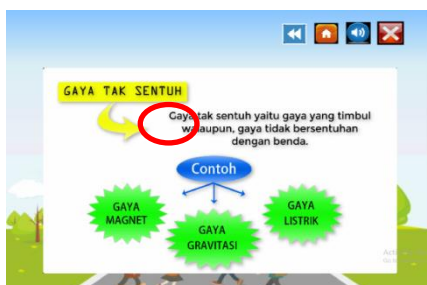 GAYA TAK SENTUH
Gaya tak sentuh yaitu gaya yang timbul
walaupun, gaya tidak bersentuhan
dengan benda.
Contoh
GAYA
MAGNET
GAYA
GRAVITASI
GAYA
LISTRIK